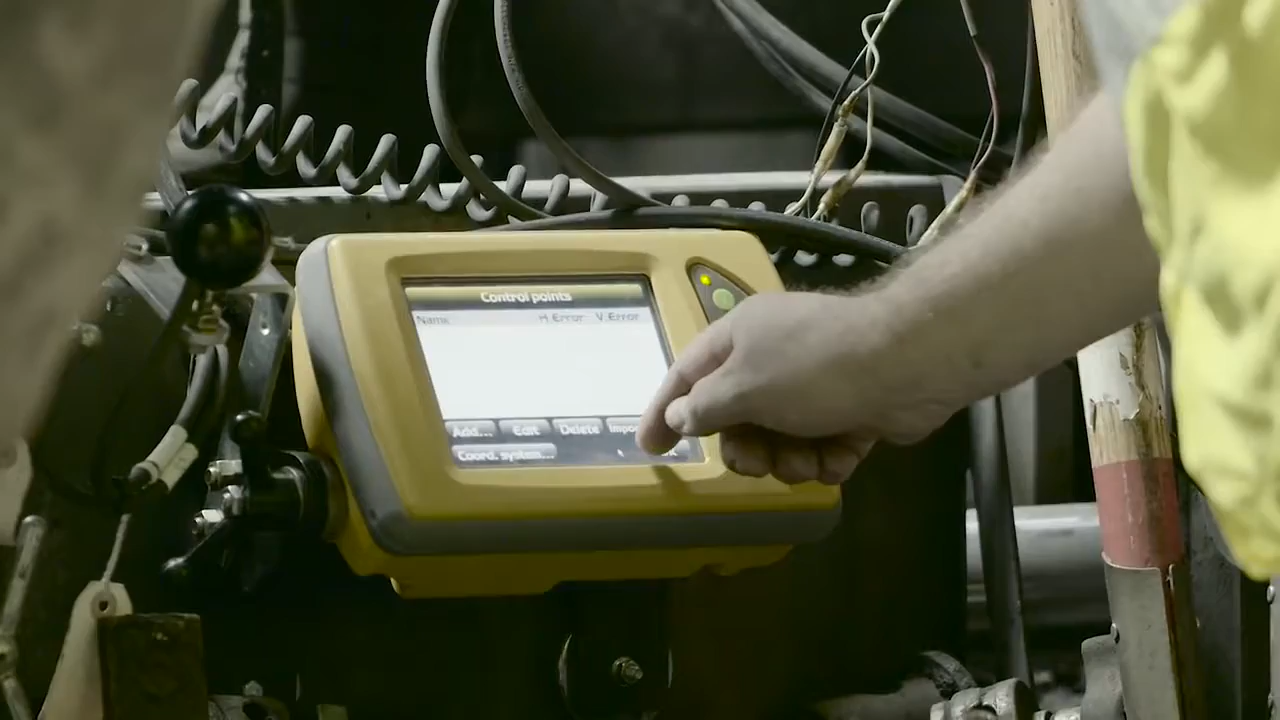 Control points
Name H Error V Error
Add... Edit Delete
Coord. system...